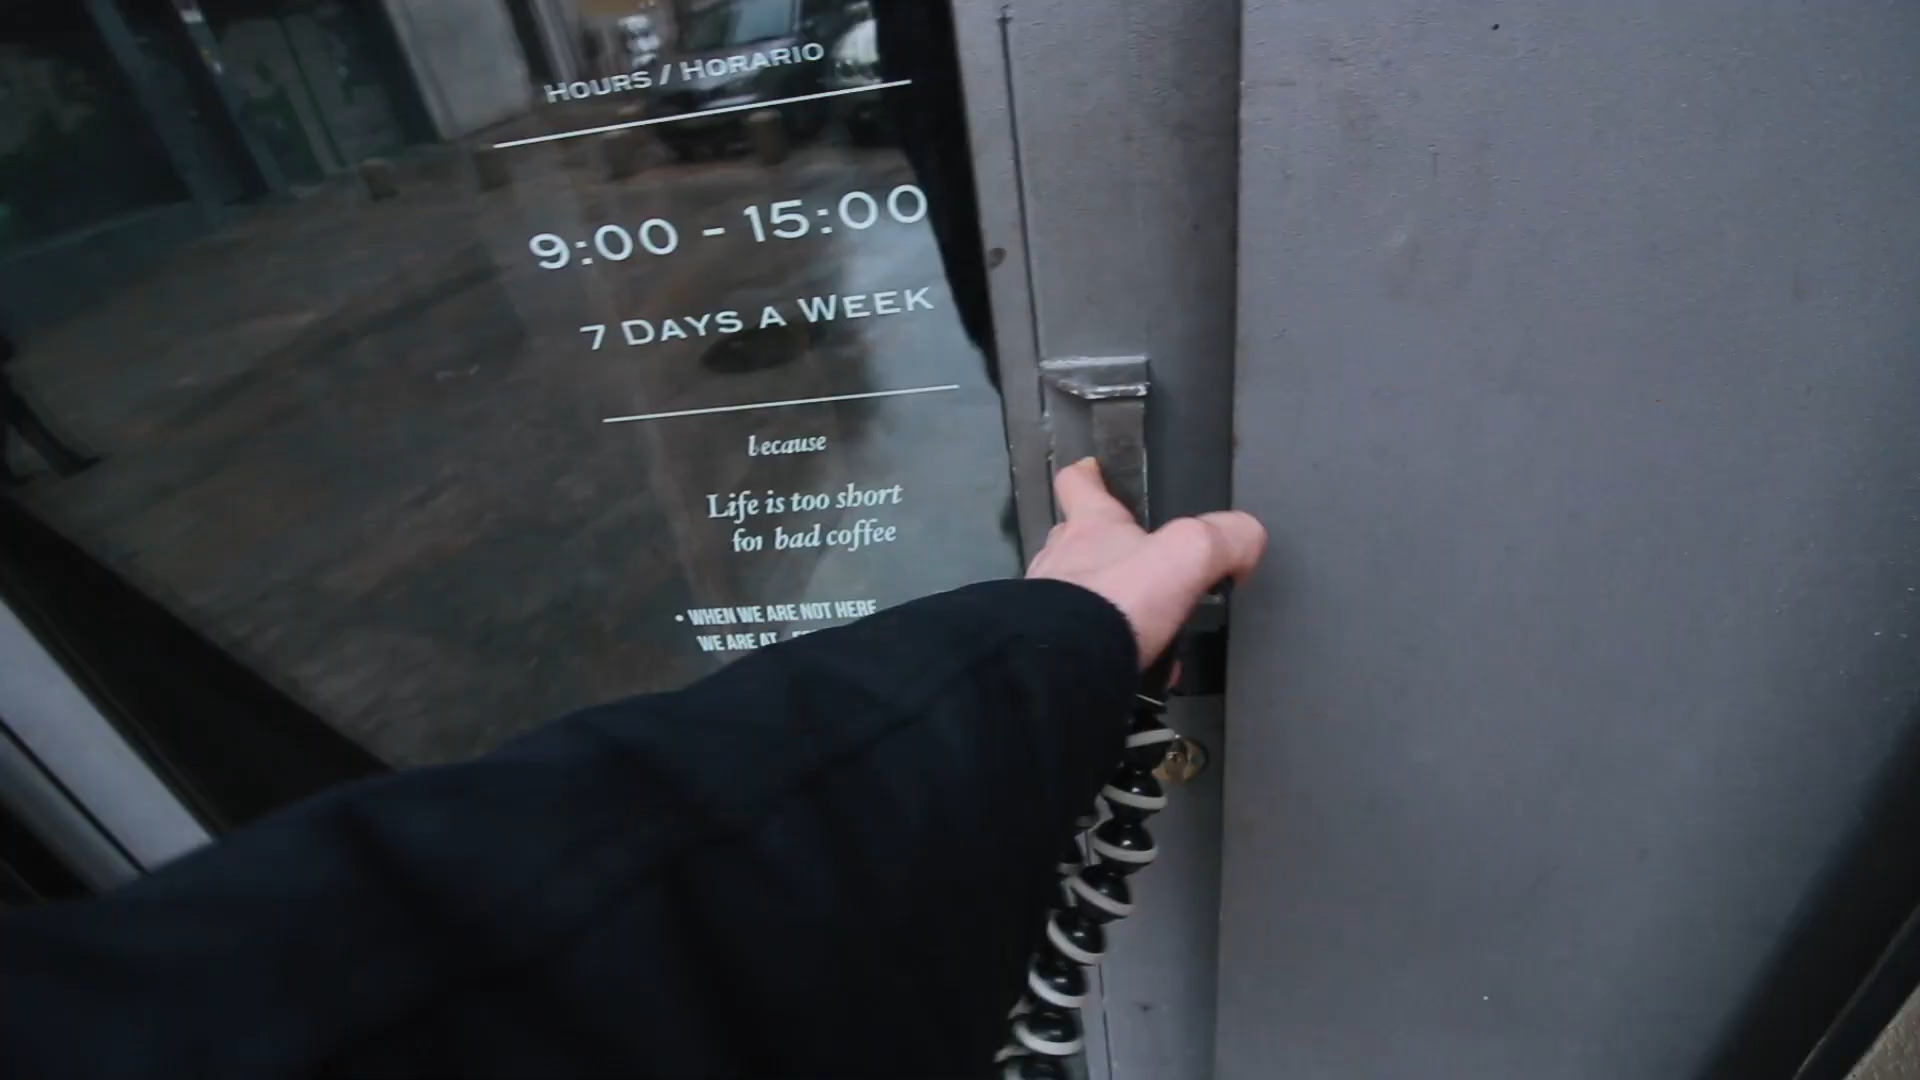 HOURS / HORARIO
9:00 - 15:00
7 DAYS A WEEK
because
Life is too short
for bad coffee
• WHEN WE ARE NOT HERE
WE ARE AT